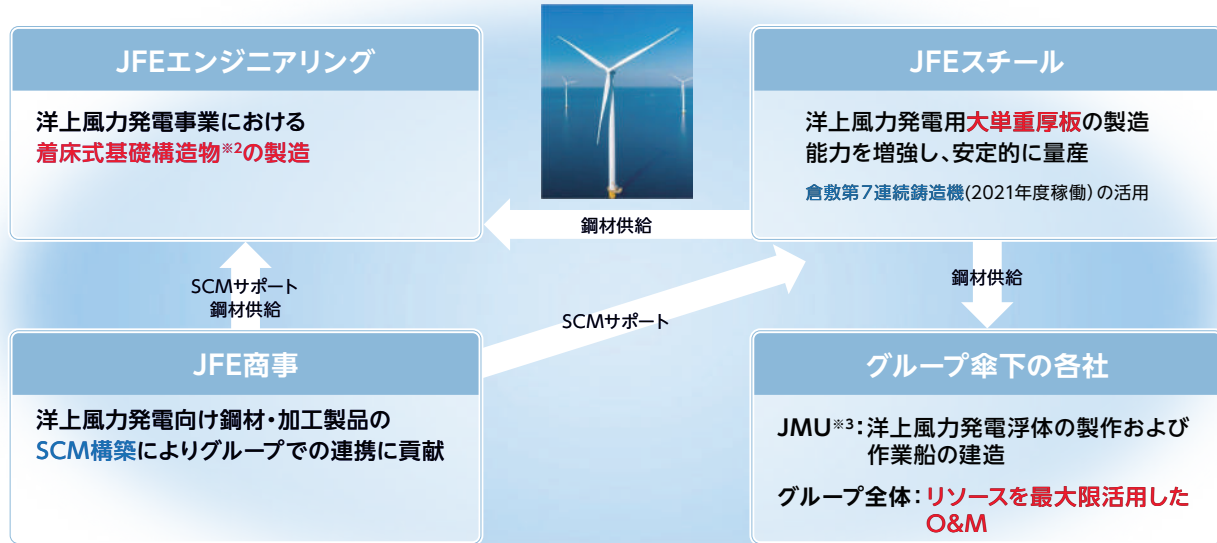 JFEエンジニアリング
洋上風力発電事業における
着床式基礎構造物※2の製造
JFEスチール
洋上風力発電用大単重厚板の製造
能力を増強し、安定的に量産
倉敷第7連続鋳造機(2021年度稼働)の活用
鋼材供給
SCMサポート
鋼材供給
SCMサポート
鋼材供給
JFE商事
洋上風力発電向け鋼材・加工製品の
SCM構築によりグループでの連携に貢献
グループ傘下の各社
JMU※3：洋上風力発電浮体の製作および
作業船の建造
グループ全体：リソースを最大限活用した
O&M